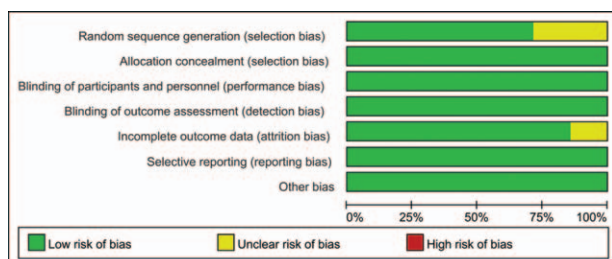 Random sequence generation (selection bias)
Allocation concealment (selection bias)
Blinding of participants and personnel (performance bias)
Blinding of outcome assessment (detection bias)
Incomplete outcome data (attrition bias)
Selective reporting (reporting bias)
Other bias
0% 25% 50% 75% 100%
Low risk of bias Unclear risk of bias High risk of bias